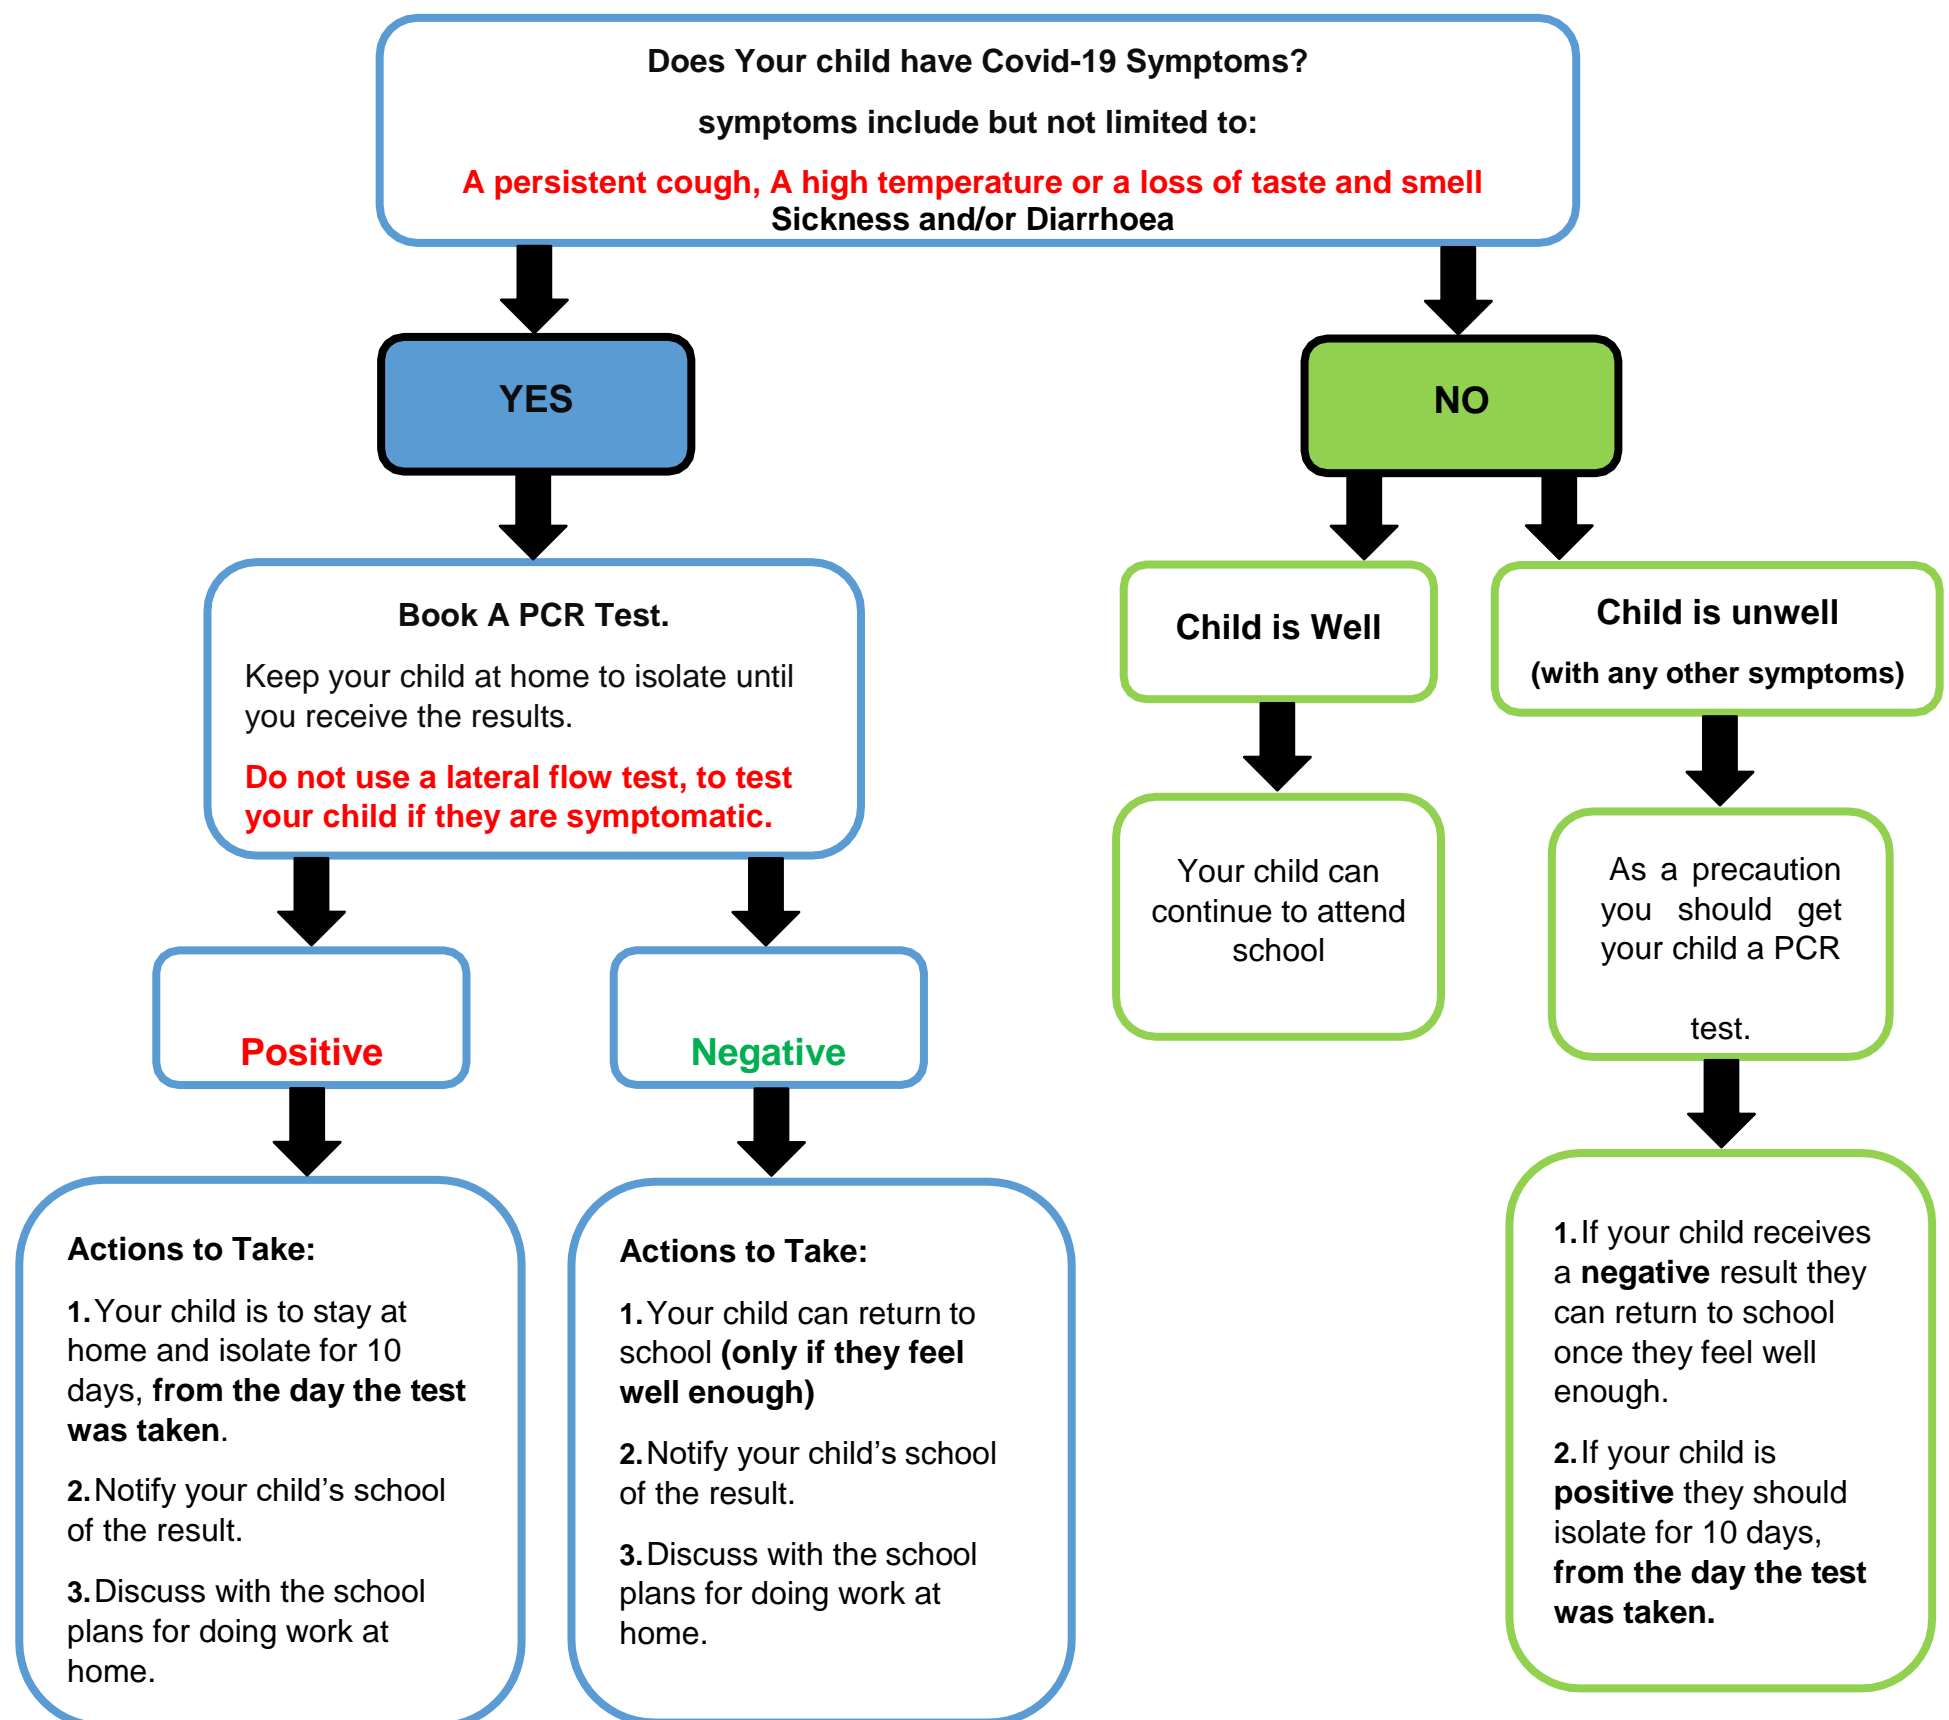 Does Your child have Covid-19 Symptoms?
symptoms include but not limited to:
A persistent cough, A high temperature or a loss of taste and smell
Sickness and/or Diarrhoea
YES
NO
Book A PCR Test.
Keep your child at home to isolate until
you receive the results.
Do not use a lateral flow test, to test
your child if they are symptomatic.
Child is Well
Child is unwell
(with any other symptoms)
Your child can
continue to attend
school
As a precaution
you should get
your child a PCR
test.
Positive
Negative
Actions to Take:
1. Your child is to stay at
home and isolate for 10
days, from the day the test
was taken.
2. Notify your child’s school
of the result.
3. Discuss with the school
plans for doing work at
home.
Actions to Take:
1. Your child can return to
school (only if they feel
well enough)
2. Notify your child’s school
of the result.
3. Discuss with the school
plans for doing work at
home.
1. If your child receives
a negative result they
can return to school
once they feel well
enough.
2. If your child is
positive they should
isolate for 10 days,
from the day the test
was taken.